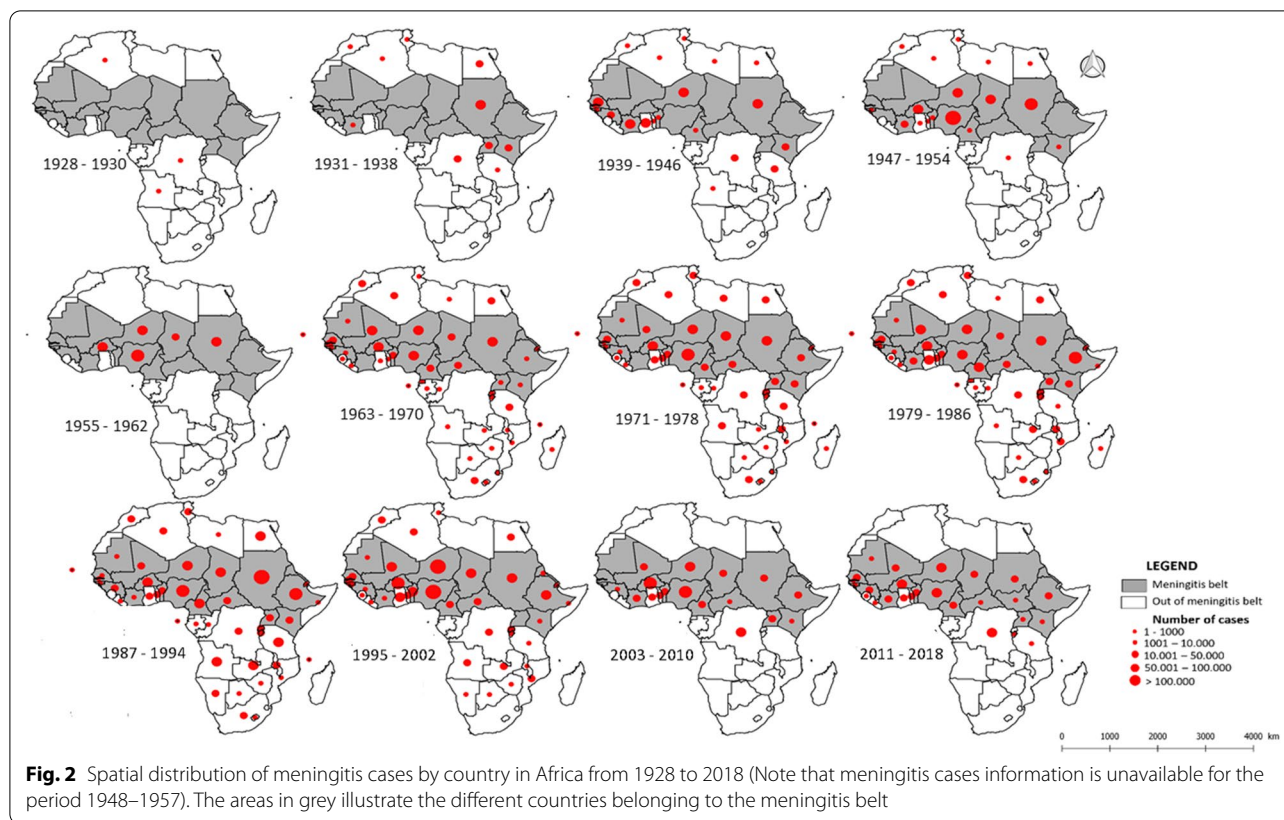 1928 - 1930
1931 - 1938
1939 - 1946
1947 - 1954
1955 - 1962
1963 - 1970
1971 - 1978
1979 - 1986
1987 - 1994
1995 - 2002
2003 - 2010
2011 - 2018
LEGEND
Meningitis belt
Out of meningitis belt
Number of cases
1 - 1000
1001 – 10.000
10.001 – 50.000
50.001 – 100.000
> 100.000
0 1000 2000 3000 4000 km
Fig. 2 Spatial distribution of meningitis cases by country in Africa from 1928 to 2018 (Note that meningitis cases information is unavailable for the
period 1948–1957). The areas in grey illustrate the different countries belonging to the meningitis belt